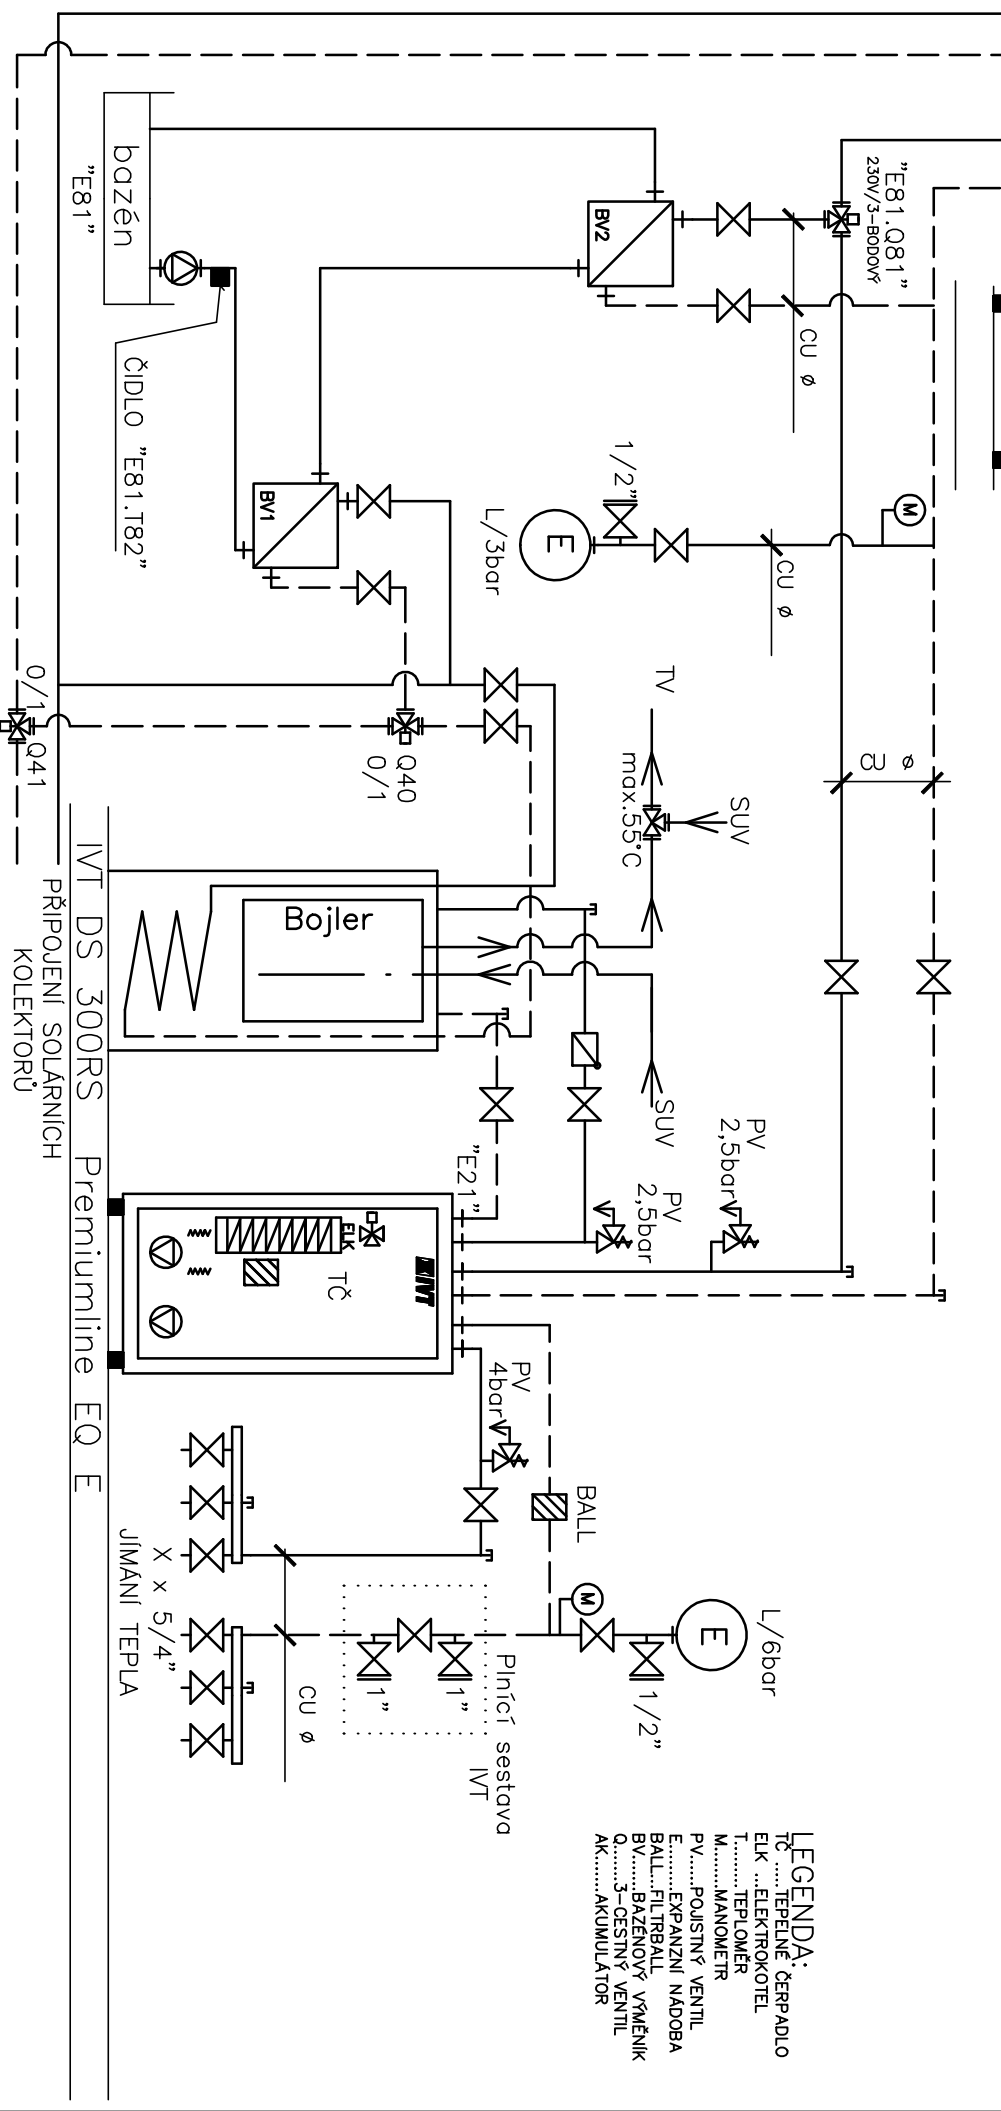 "E81.Q81"
230V/3-BODOVÝ
bazén
"E81"
BV2
CU ø
ČIDLO "E81.T82"
BV1
1/2"
E
L/3bar
M
CU ø
TV
SUV
max.55°C
CU ø
0/1 Q41
Q40
0/1
Bojler
SUV
PŘIPOJENÍ SOLÁRNÍCH
KOLEKTORŮ
IVT DS 300RS Premiumline EQ E
"E21"
PV
2,5bar
PV
2,5bar
ELK
TČ
IVT
PV
4bar
BALL
M
E
L/6bar
1/2"
Plnící sestava
IVT
1"
1"
CU ø
X x 5/4"
JÍMÁNÍ TEPLA
LEGENDA:
TČ ......TEPELNÉ ČERPADLO
ELK ...ELEKTROKOTEL
T.........TEPLOMĚR
M........MANOMETR
PV......POJISTNÝ VENTIL
E.........EXPANZNÍ NÁDOBA
BALL...FILTRBALL
BV.......BAZÉNOVÝ VÝMĚNÍK
Q........3-CESTNÝ VENTIL
AK.......AKUMULÁTOR